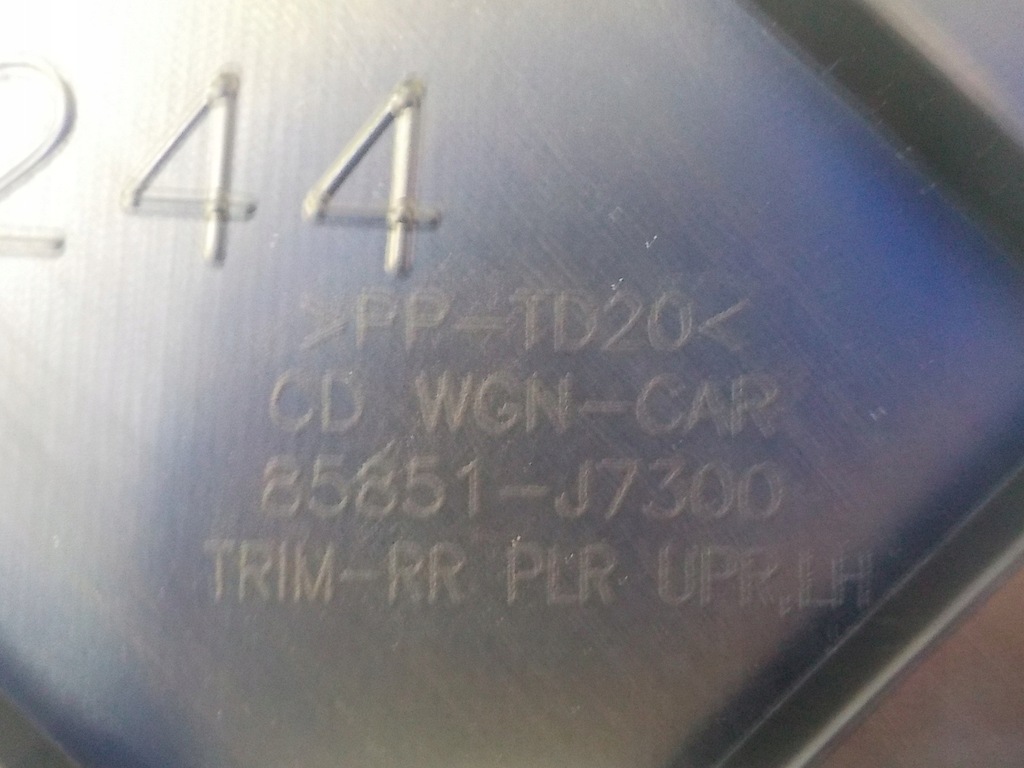 244
>PP-TD20<
CD WGN-CAR
85851-J7300
TRIM-RR PLR UPR,LH